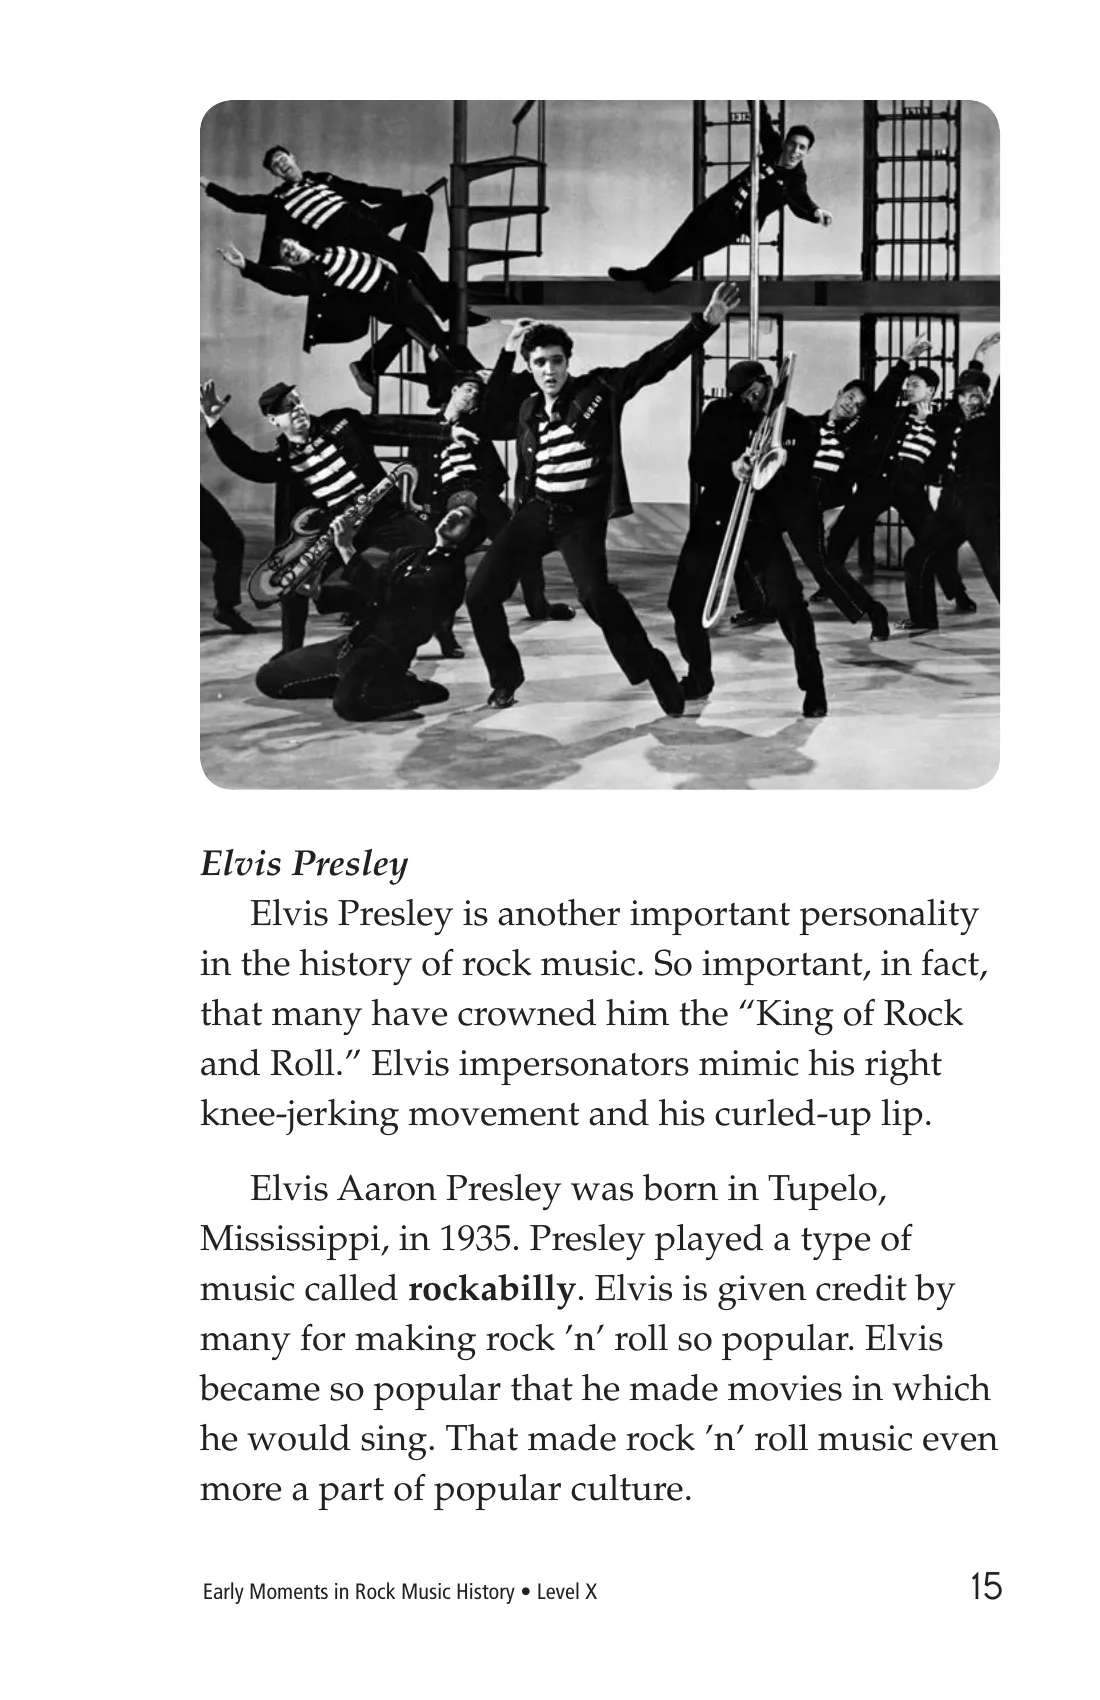 6240
Elvis Presley
Elvis Presley is another important personality
in the history of rock music. So important, in fact,
that many have crowned him the “King of Rock
and Roll.” Elvis impersonators mimic his right
knee-jerking movement and his curled-up lip.
Elvis Aaron Presley was born in Tupelo,
Mississippi, in 1935. Presley played a type of
music called rockabilly. Elvis is given credit by
many for making rock ’n’ roll so popular. Elvis
became so popular that he made movies in which
he would sing. That made rock ’n’ roll music even
more a part of popular culture.
Early Moments in Rock Music History • Level X
15